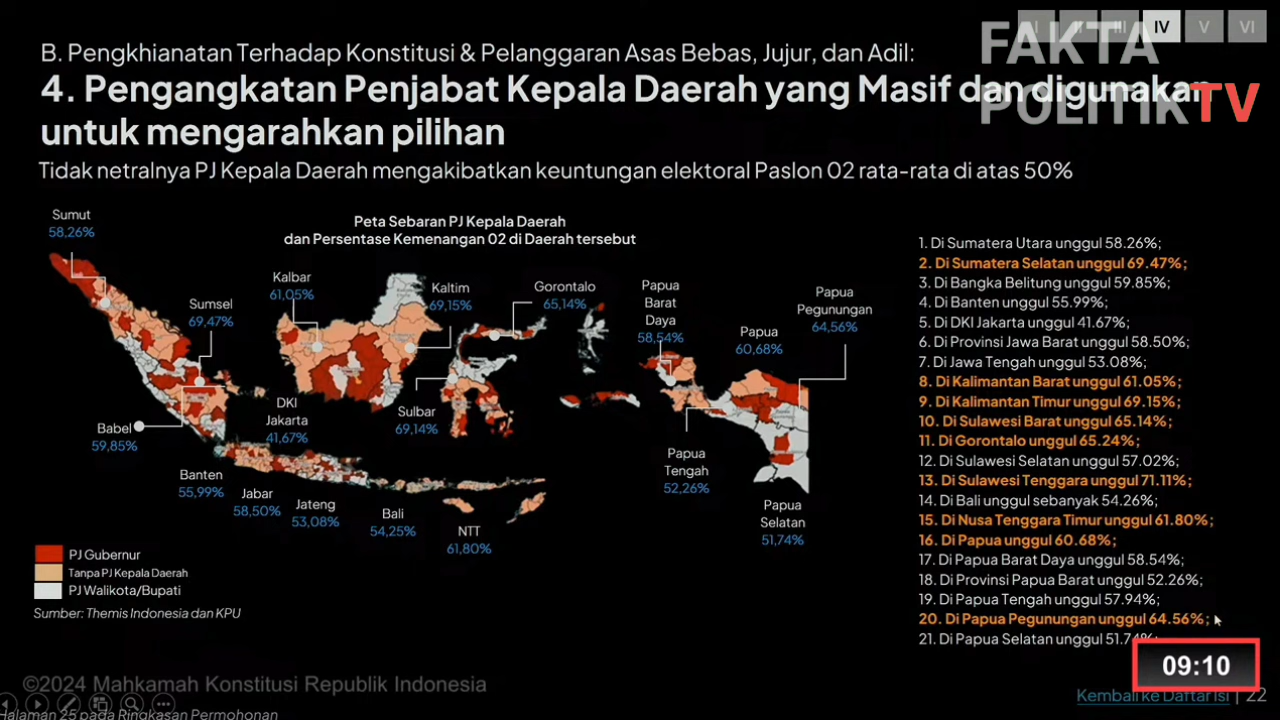 I II III IV V VI
FAKTA
POLITIKTV
B. Pengkhianatan Terhadap Konstitusi & Pelanggaran Asas Bebas, Jujur, dan Adil:
4. Pengangkatan Penjabat Kepala Daerah yang Masif dan digunakan
untuk mengarahkan pilihan
Tidak netralnya PJ Kepala Daerah mengakibatkan keuntungan elektoral Paslon 02 rata-rata di atas 50%
Peta Sebaran PJ Kepala Daerah
dan Persentase Kemenangan 02 di Daerah tersebut
Sumut
58,26%
Sumsel
69,47%
Kalbar
61,05%
Kaltim
69,15%
Gorontalo
65,14%
Papua
Barat
Daya
58,54%
Papua
60,68%
Papua
Pegunungan
64,56%
Babel
59,85%
DKI
Jakarta
41,67%
Sulbar
69,14%
Banten
55,99%
Jabar
58,50%
Jateng
53,08%
Bali
54,25%
NTT
61,80%
Papua
Tengah
52,26%
Papua
Selatan
51,74%
1. Di Sumatera Utara unggul 58.26%;
2. Di Sumatera Selatan unggul 69.47%;
3. Di Bangka Belitung unggul 59.85%;
4. Di Banten unggul 55.99%;
5. Di DKI Jakarta unggul 41.67%;
6. Di Provinsi Jawa Barat unggul 58.50%;
7. Di Jawa Tengah unggul 53.08%;
8. Di Kalimantan Barat unggul 61.05%;
9. Di Kalimantan Timur unggul 69.15%;
10. Di Sulawesi Barat unggul 65.14%;
11. Di Gorontalo unggul 65.24%;
12. Di Sulawesi Selatan unggul 57.02%;
13. Di Sulawesi Tenggara unggul 71.11%;
14. Di Bali unggul sebanyak 54.26%;
15. Di Nusa Tenggara Timur unggul 61.80%;
16. Di Papua unggul 60.68%;
17. Di Papua Barat Daya unggul 58.54%;
18. Di Provinsi Papua Barat unggul 52.26%;
19. Di Papua Tengah unggul 57.94%;
20. Di Papua Pegunungan unggul 64.56%;
21. Di Papua Selatan unggul 51.74%;
PJ Gubernur
Tanpa PJ Kepala Daerah
PJ Walikota/Bupati
Sumber: Themis Indonesia dan KPU
09:10
©2024 Mahkamah Konstitusi Republik Indonesia
Kembali ke Daftar Isi | 22
Halaman 25 pada Ringkasan Permohonan